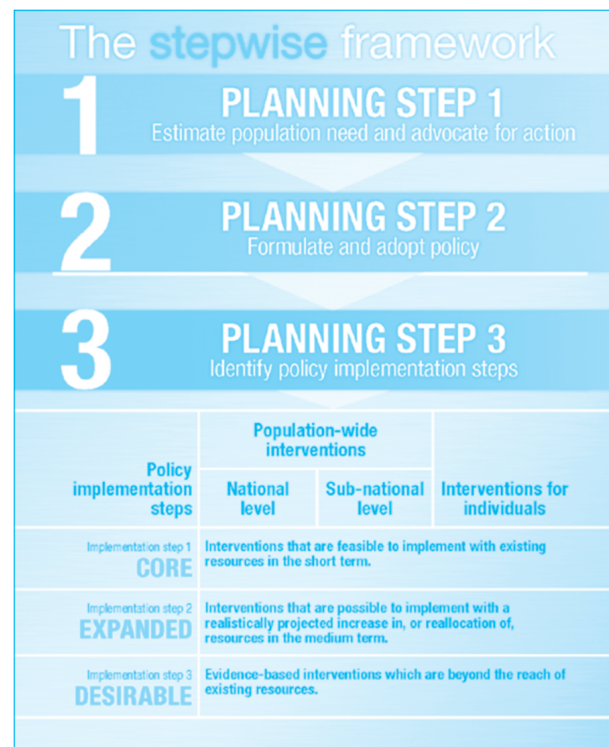 The stepwise framework
1
PLANNING STEP 1
Estimate population need and advocate for action
2
PLANNING STEP 2
Formulate and adopt policy
3
PLANNING STEP 3
Identify policy implementation steps
Policy
implementation
steps
Population-wide
interventions
National
level
Sub-national
level
Interventions for
individuals
Implementation step 1
CORE
Interventions that are feasible to implement with existing
resources in the short term.
Implementation step 2
EXPANDED
Interventions that are possible to implement with a
realistically projected increase in, or reallocation of,
resources in the medium term.
Implementation step 3
DESIRABLE
Evidence-based interventions which are beyond the reach of
existing resources.